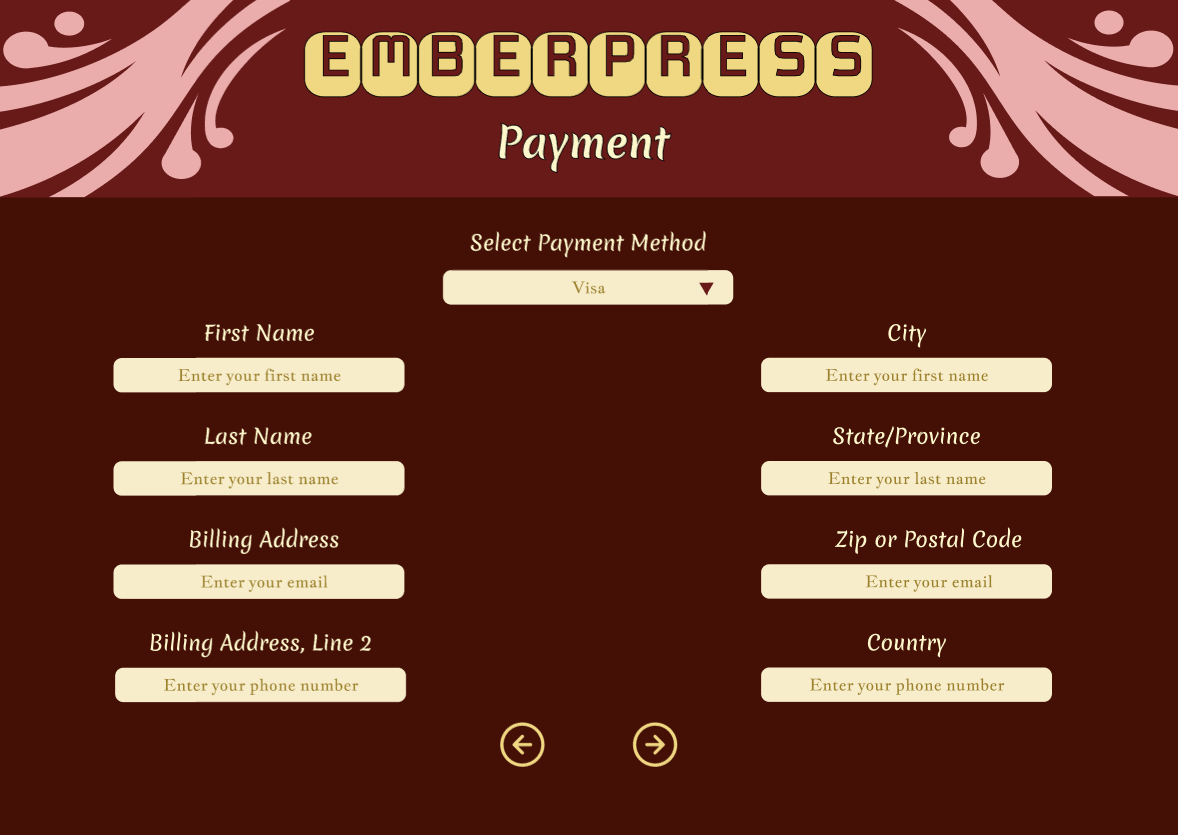 EMBERPRESS
Payment
Select Payment Method
Visa
First Name
Enter your first name
Last Name
Enter your last name
Billing Address
Enter your email
Billing Address, Line 2
Enter your phone number
City
Enter your first name
State/Province
Enter your last name
Zip or Postal Code
Enter your email
Country
Enter your phone number